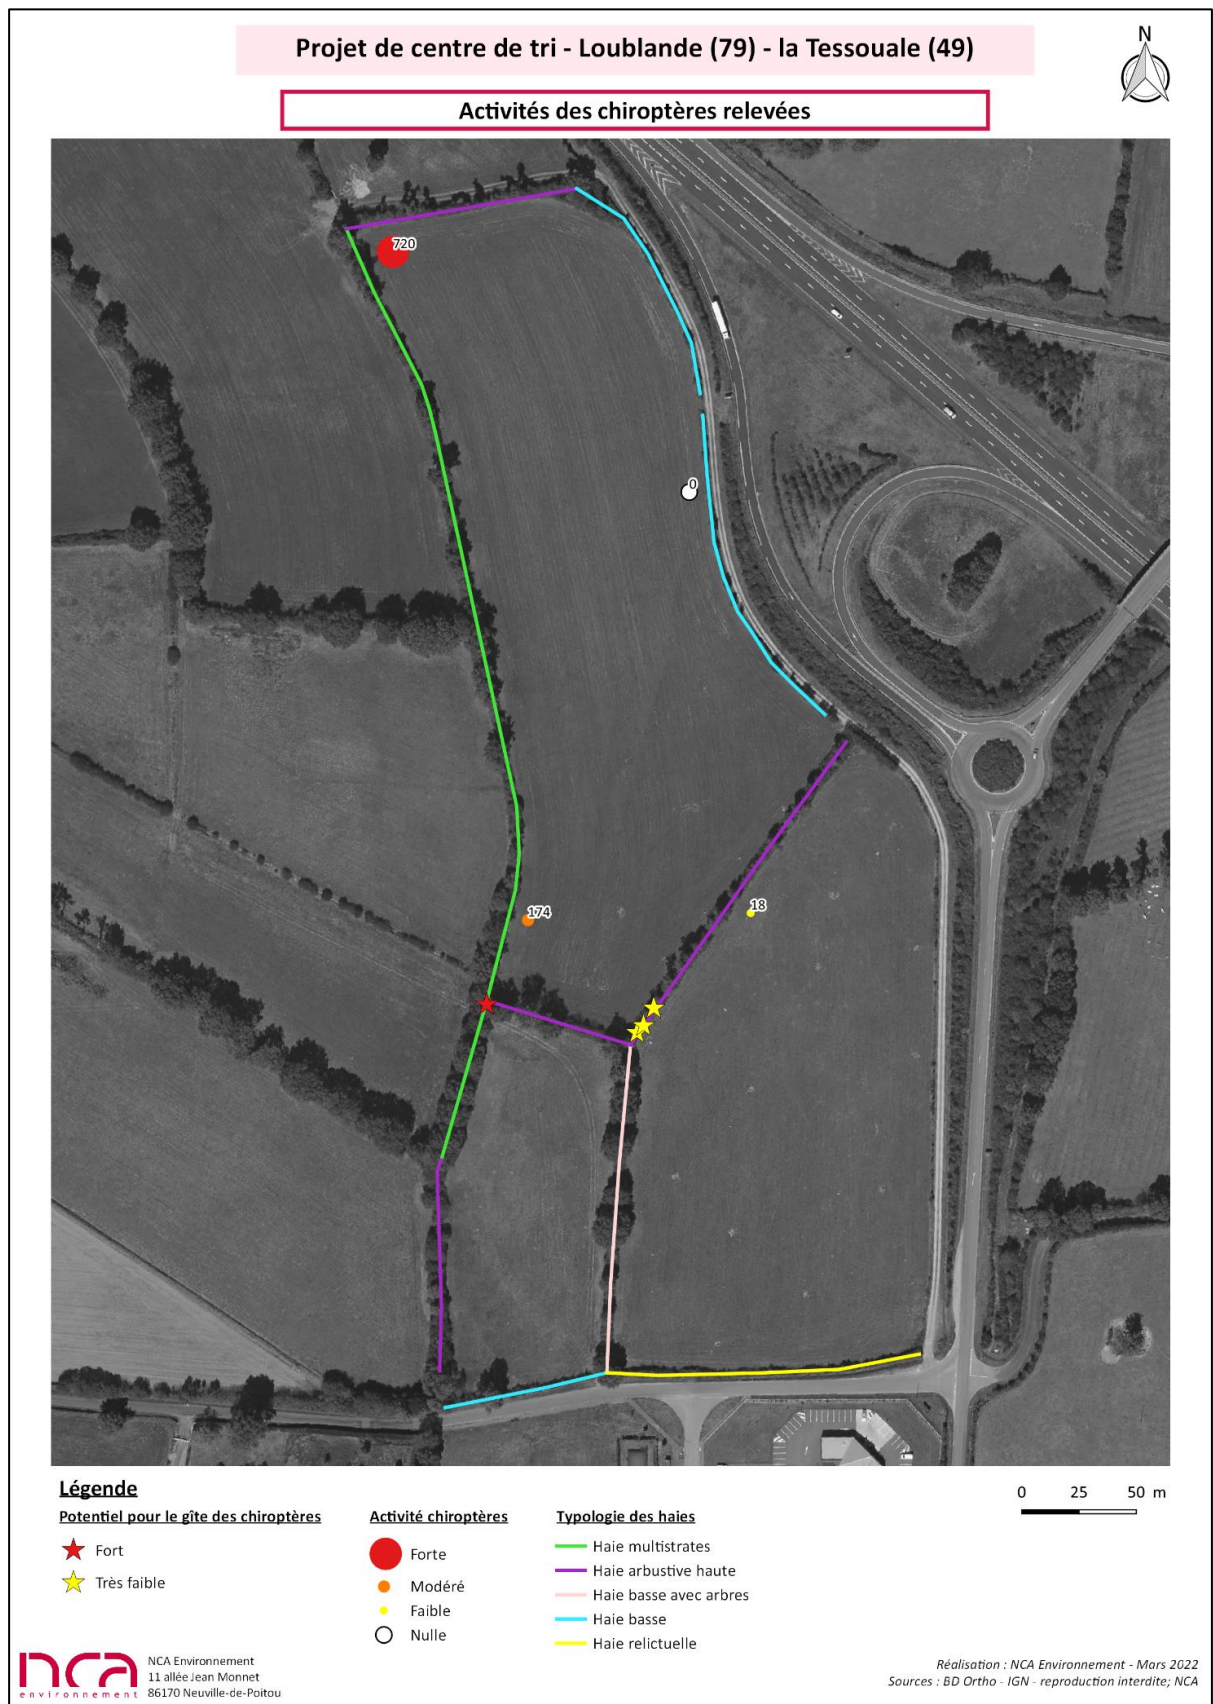 Projet de centre de tri - Loublande (79) - la Tessouale (49)
N
Activités des chiroptères relevées
720
0
174
18
Légende
Potentiel pour le gîte des chiroptères
Fort
Très faible
Activité chiroptères
Forte
Modéré
Faible
Nulle
Typologie des haies
Haie multistrates
Haie arbustive haute
Haie basse avec arbres
Haie basse
Haie relictuelle
0 25 50 m
nca
environnement
NCA Environnement
11 allée Jean Monnet
86170 Neuville-de-Poitou
Réalisation : NCA Environnement - Mars 2022
Sources : BD Ortho - IGN - reproduction interdite; NCA